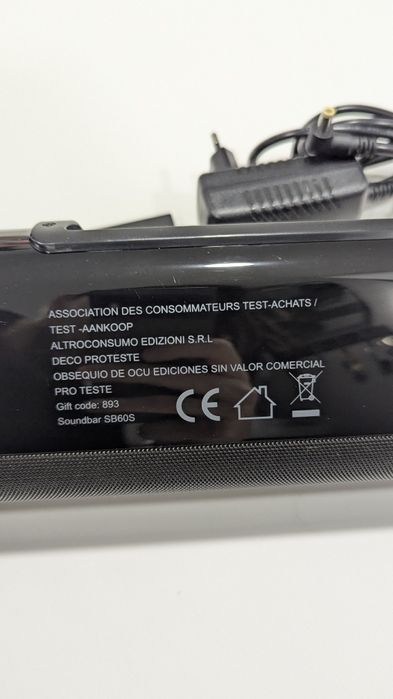 ASSOCIATION DES CONSOMMATEURS TEST-ACHATS /
TEST -AANKOOP
ALTROCONSUMO EDIZIONI S.R.L
DECO PROTESTE
OBSEQUIO DE OCU EDICIONES SIN VALOR COMERCIAL
PRO TESTE
Gift code: 893
Soundbar SB60S
CE